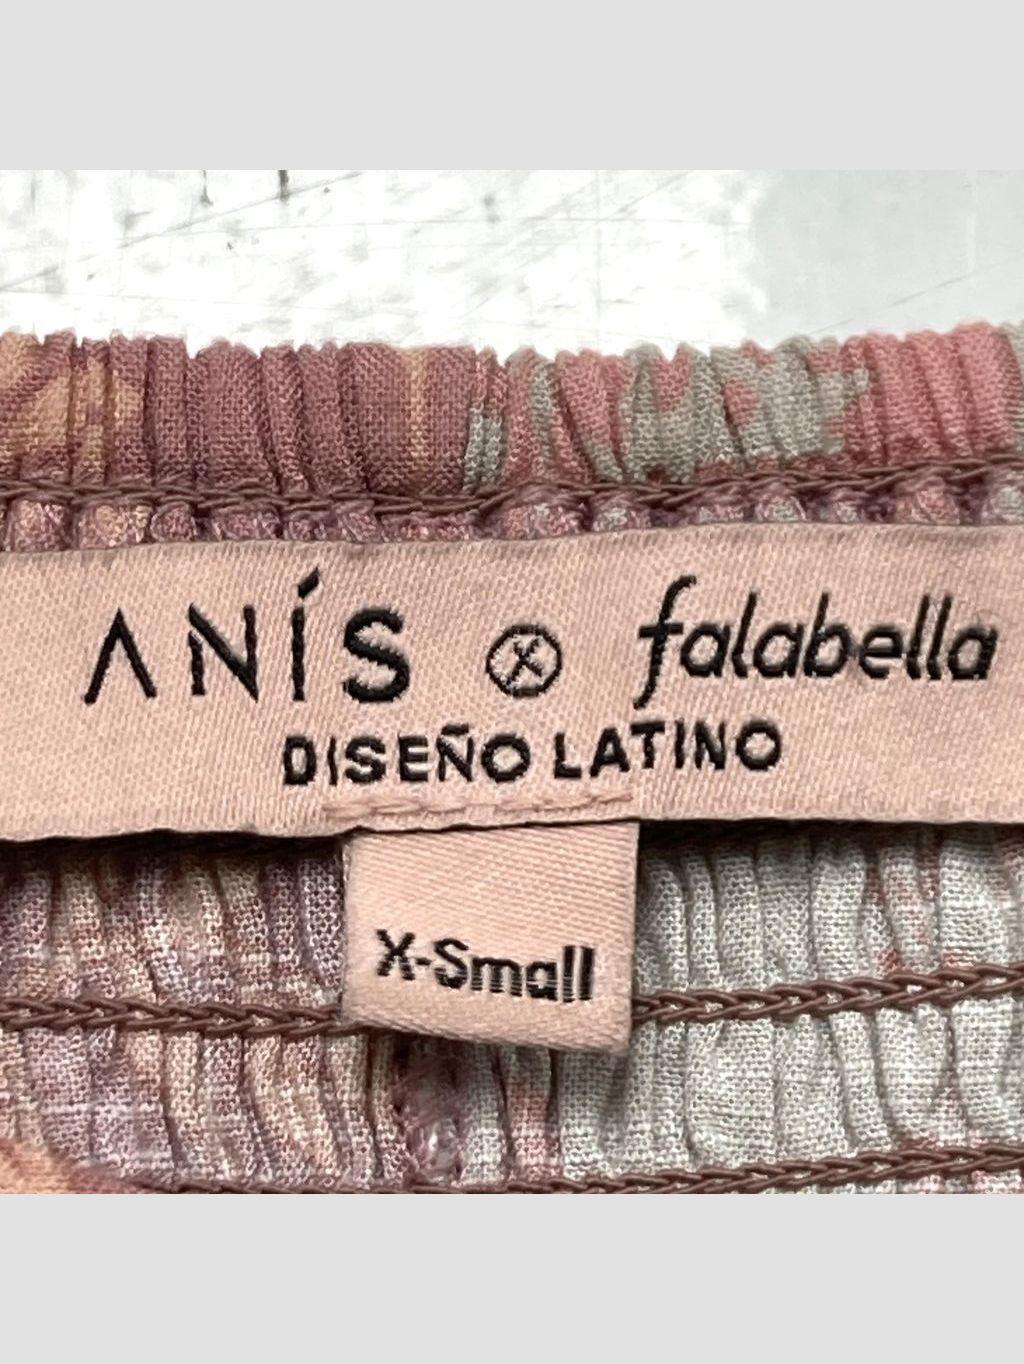 ANÍS ⓧ falabella
DISEÑO LATINO
X-Small